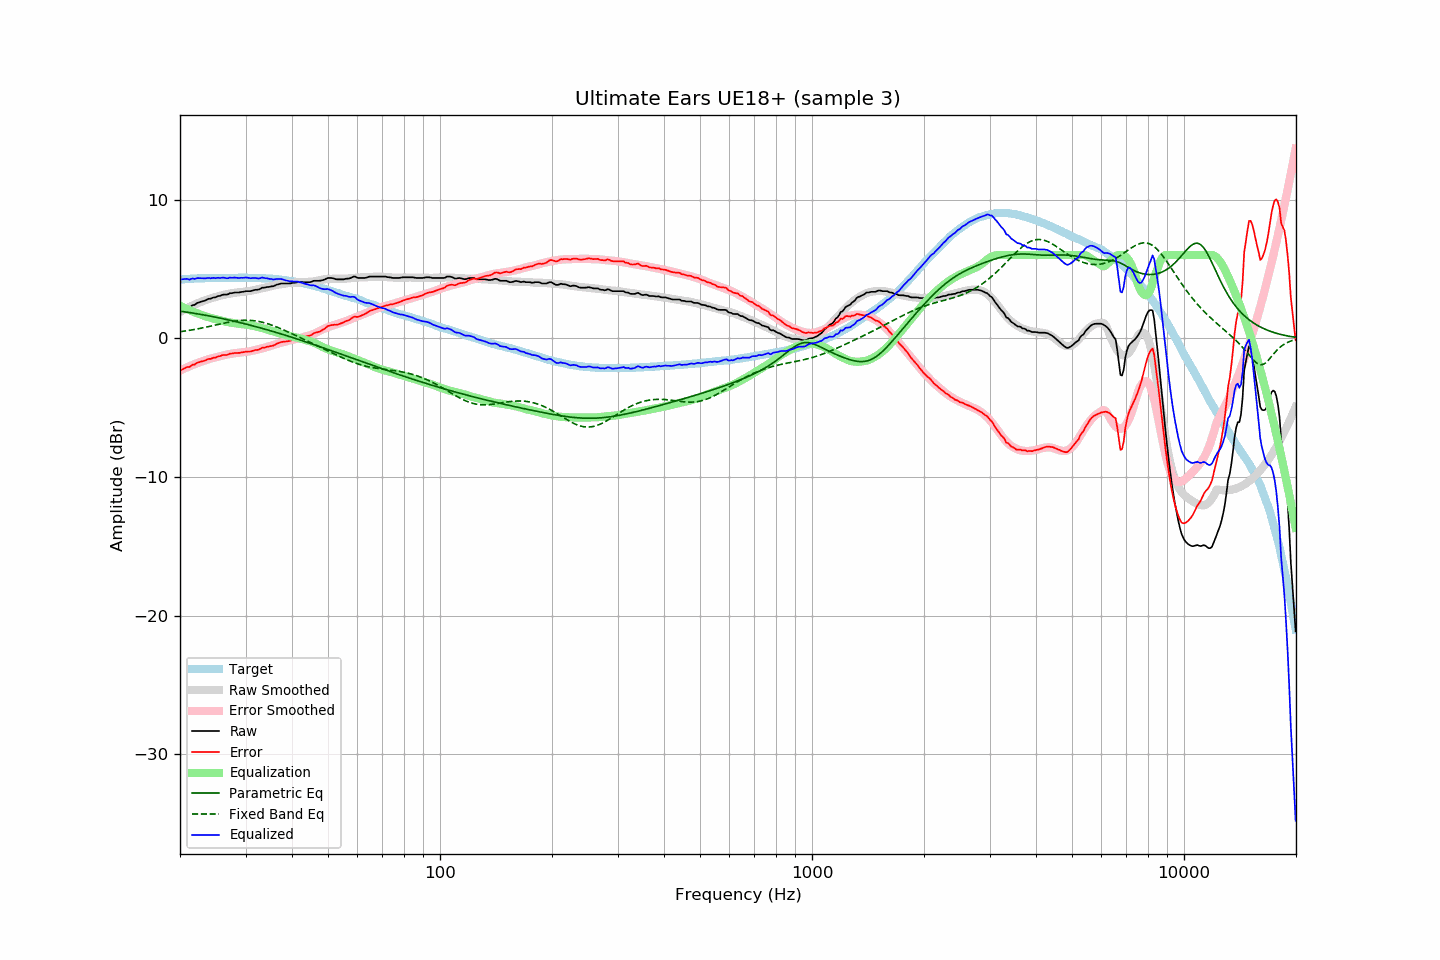 Ultimate Ears UE18+ (sample 3)
Amplitude (dBr)
10
0
−10
−20
−30
Target
Raw Smoothed
Error Smoothed
Raw
Error
Equalization
Parametric Eq
Fixed Band Eq
Equalized
100
1000
10000
Frequency (Hz)